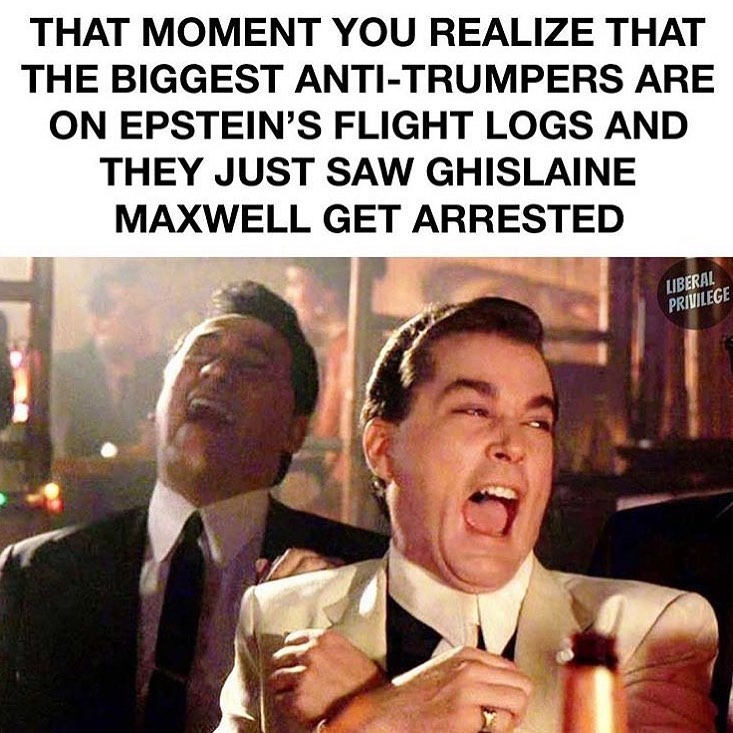 THAT MOMENT YOU REALIZE THAT
THE BIGGEST ANTI-TRUMPERS ARE
ON EPSTEIN’S FLIGHT LOGS AND
THEY JUST SAW GHISLAINE
MAXWELL GET ARRESTED
LIBERAL
PRIVILEGE